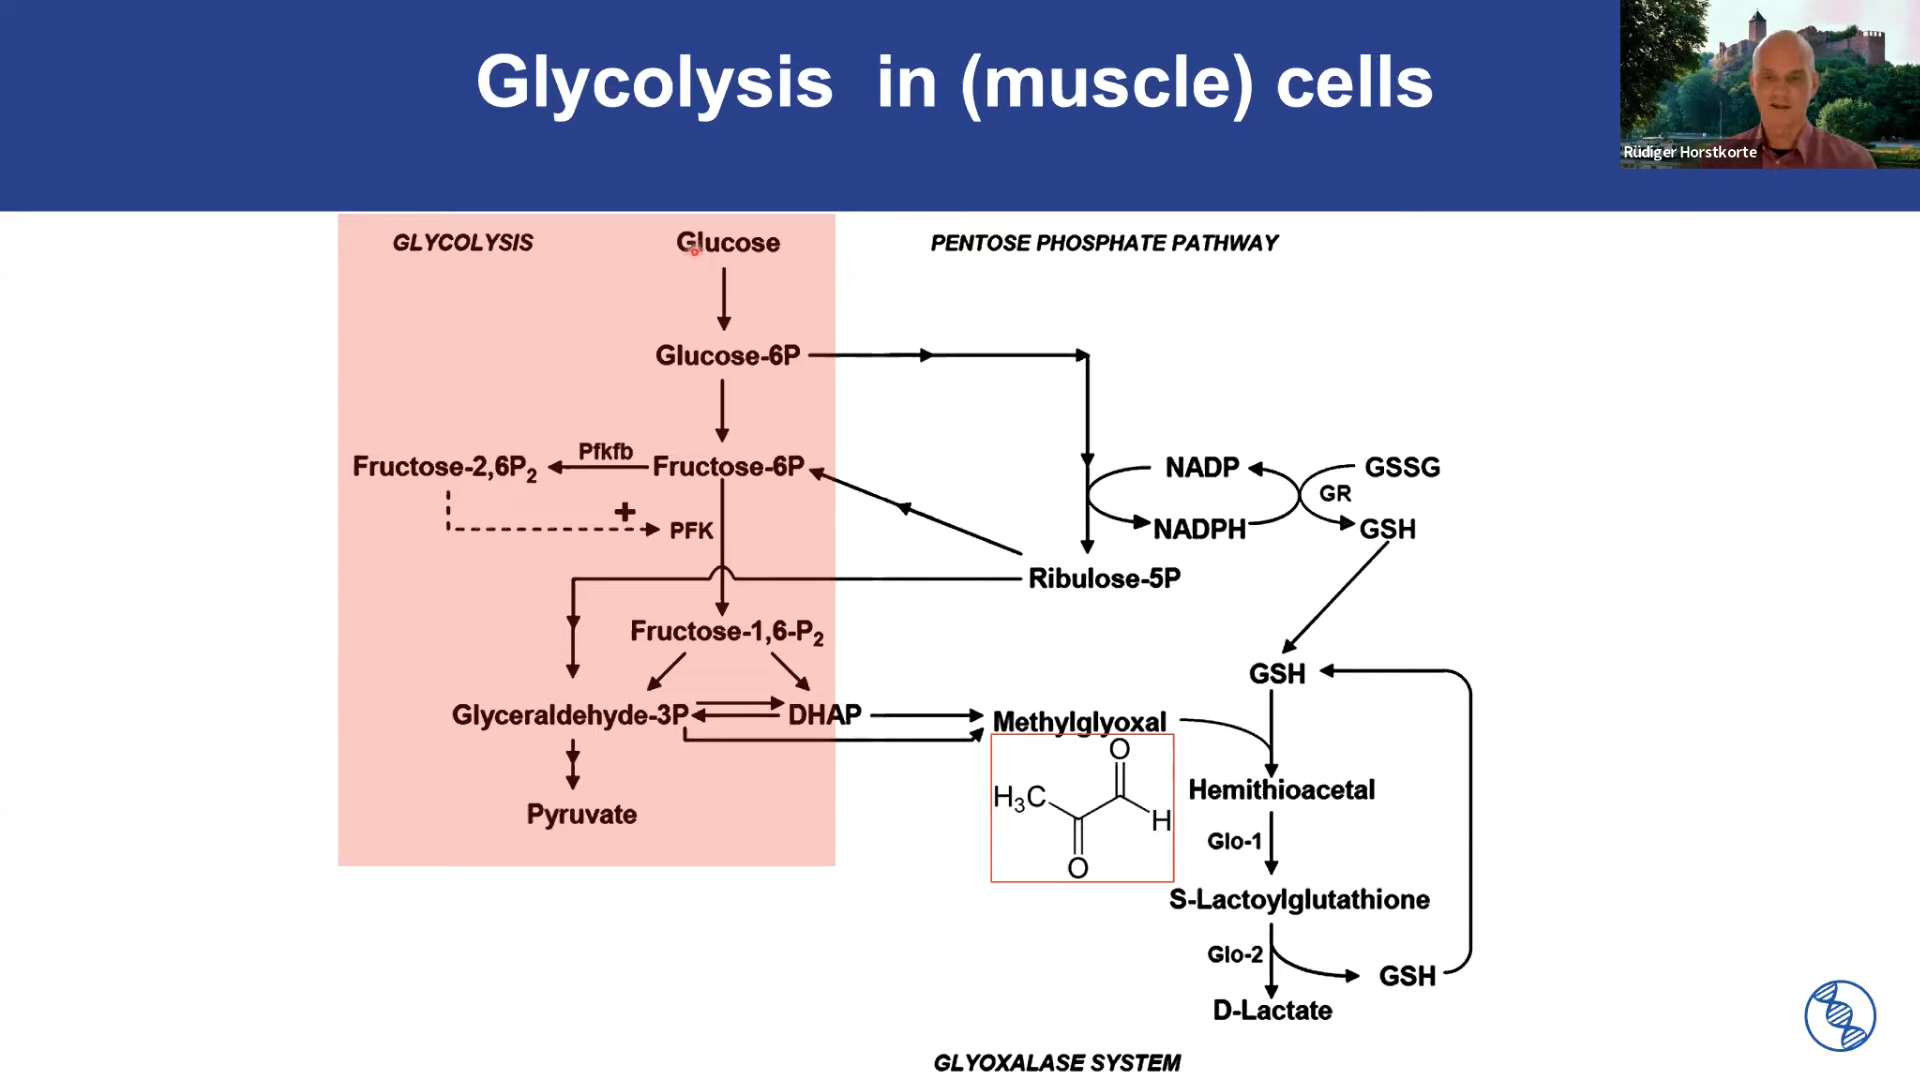 Glycolysis in (muscle) cells
Rüdiger Horstkorte
GLYCOLYSIS
Glucose
PENTOSE PHOSPHATE PATHWAY
Glucose-6P
Fructose-2,6P2
Pfkfb
Fructose-6P
NADP
GSSG
GR
+
PFK
NADPH
GSH
Ribulose-5P
Fructose-1,6-P2
GSH
Glyceraldehyde-3P
DHAP
Methylglyoxal
O
H3C
H
O
Hemithioacetal
Pyruvate
Glo-1
S-Lactoylglutathione
Glo-2
GSH
D-Lactate
GLYOXALASE SYSTEM